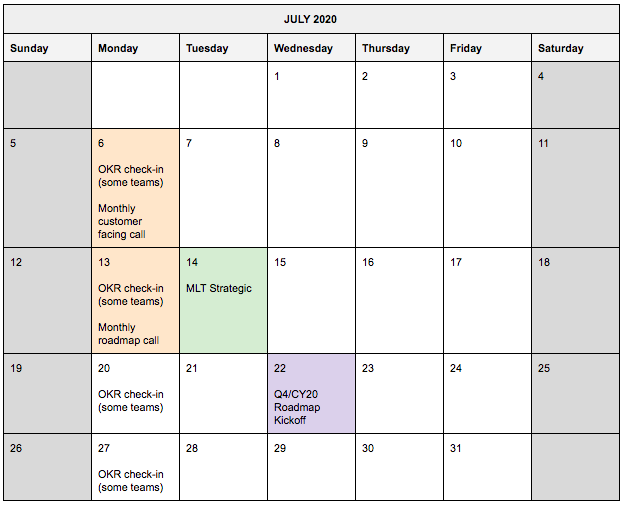 JULY 2020
Sunday Monday Tuesday Wednesday Thursday Friday Saturday
1 2 3 4
5 6 7 8 9 10 11
OKR check-in
(some teams)
Monthly
customer
facing call
12 13 14 15 16 17 18
OKR check-in
(some teams)
Monthly
roadmap call
MLT Strategic
19 20 21 22 23 24 25
OKR check-in
(some teams)
Q4/CY20
Roadmap
Kickoff
26 27 28 29 30 31
OKR check-in
(some teams)